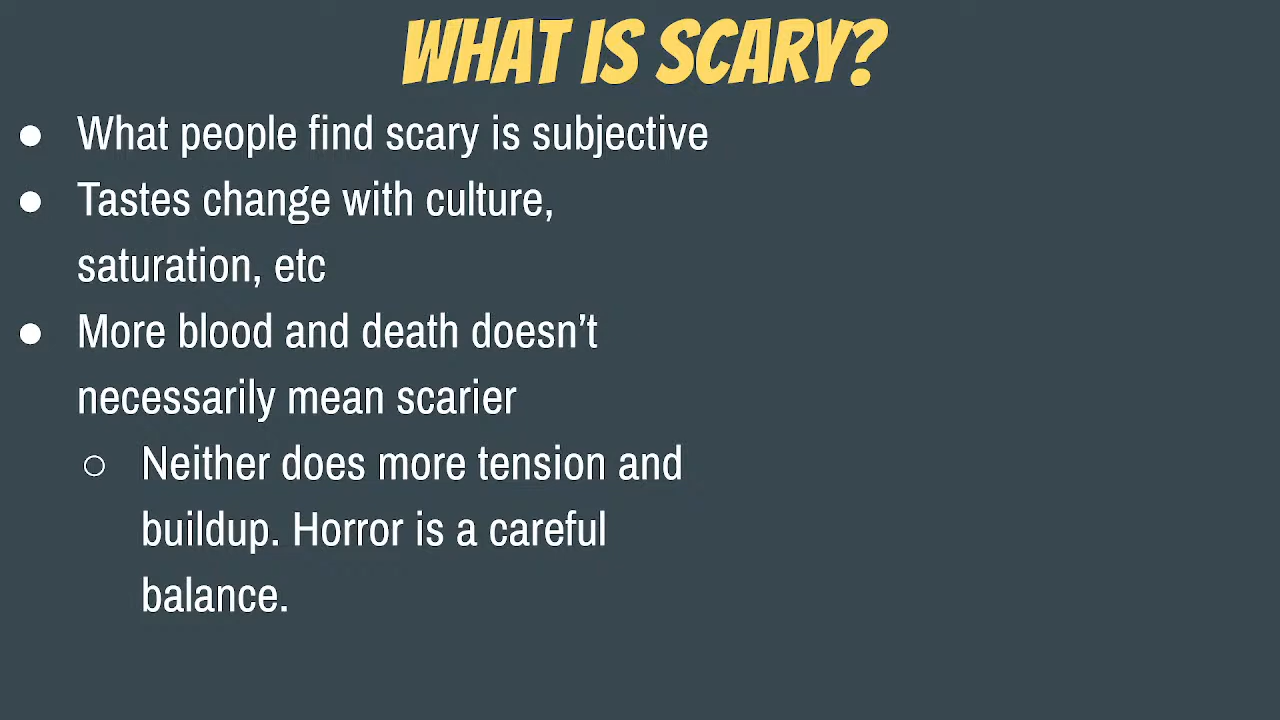 WHAT IS SCARY?
● What people find scary is subjective
● Tastes change with culture,
saturation, etc
● More blood and death doesn’t
necessarily mean scarier
○ Neither does more tension and
buildup. Horror is a careful
balance.